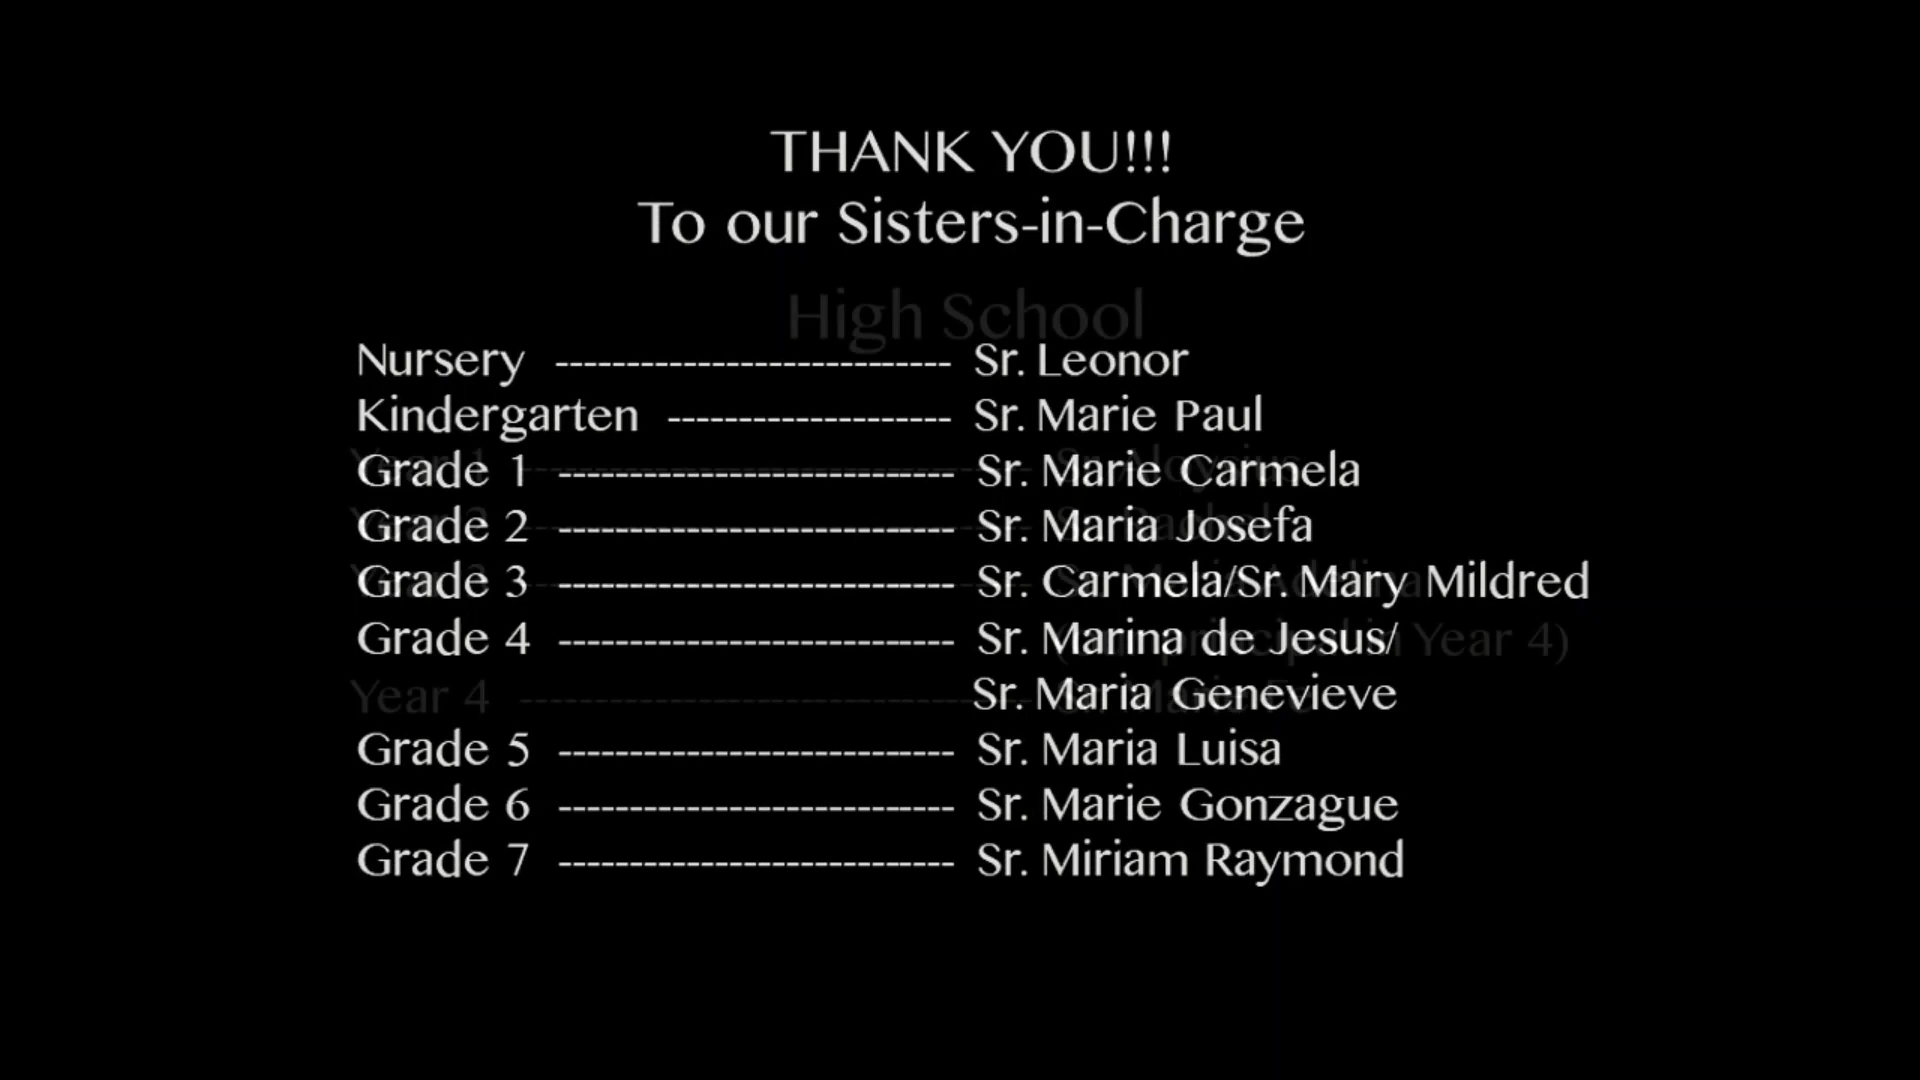 THANK YOU!!!
To our Sisters-in-Charge
High School
Nursery ---------------------------- Sr. Leonor
Kindergarten -------------------- Sr. Marie Paul
Grade 1 ---------------------------- Sr. Marie Carmela
Grade 2 ---------------------------- Sr. Maria Josefa
Grade 3 ---------------------------- Sr. Carmela/Sr. Mary Mildred
Grade 4 ---------------------------- Sr. Marina de Jesus/
Sr. Maria Genevieve
Year 4
Grade 5 ---------------------------- Sr. Maria Luisa
Grade 6 ---------------------------- Sr. Marie Gonzague
Grade 7 ---------------------------- Sr. Miriam Raymond